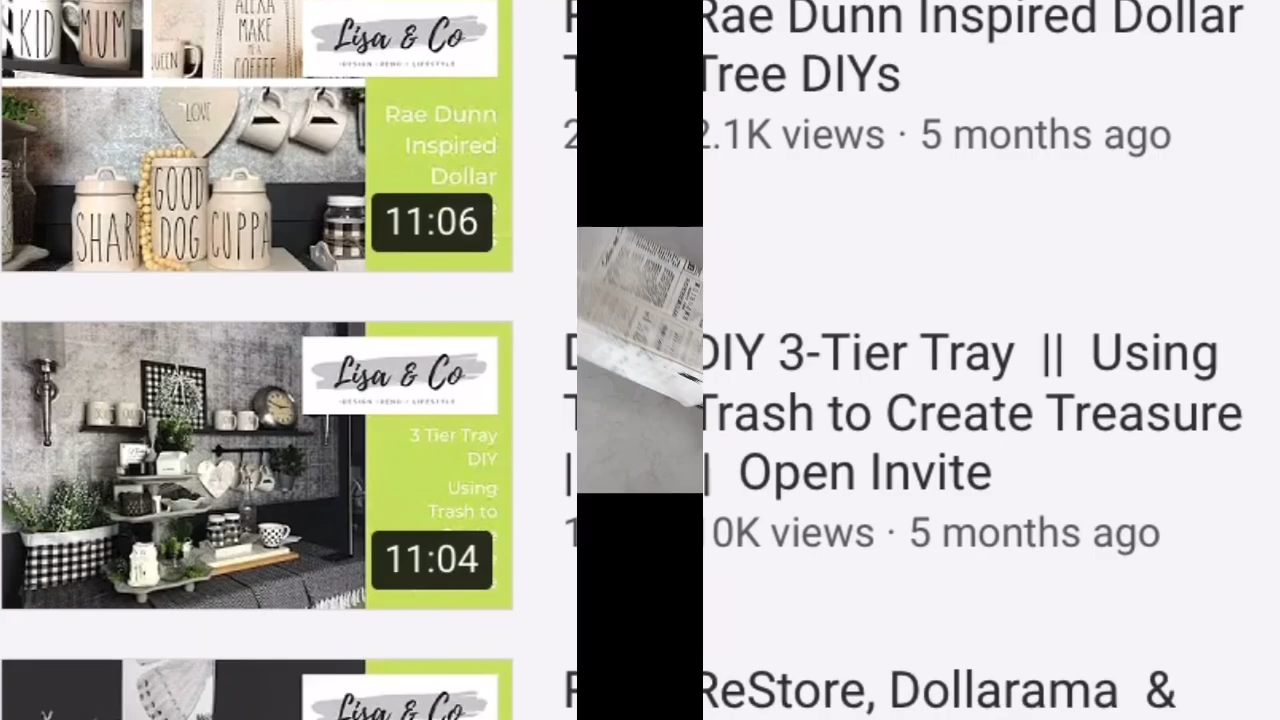 KID
MUM
QUEEN
ALEXA
MAKE
ME A
COFFEE
Lisa & Co
•DESIGN •RENO • LIFESTYLE•
LOVE
SHAR
GOOD
DOG
CUPPA
Rae Dunn
Inspired
Dollar
11:06
Rae Dunn Inspired Dollar
Tree DIYs
2.1K views · 5 months ago
Lisa & Co
•DESIGN •RENO • LIFESTYLE•
3 Tier Tray
DIY
Using
Trash to
11:04
DIY 3-Tier Tray || Using
Trash to Create Treasure
| | Open Invite
1 0K views · 5 months ago
Lisa & Co
ReStore, Dollarama &